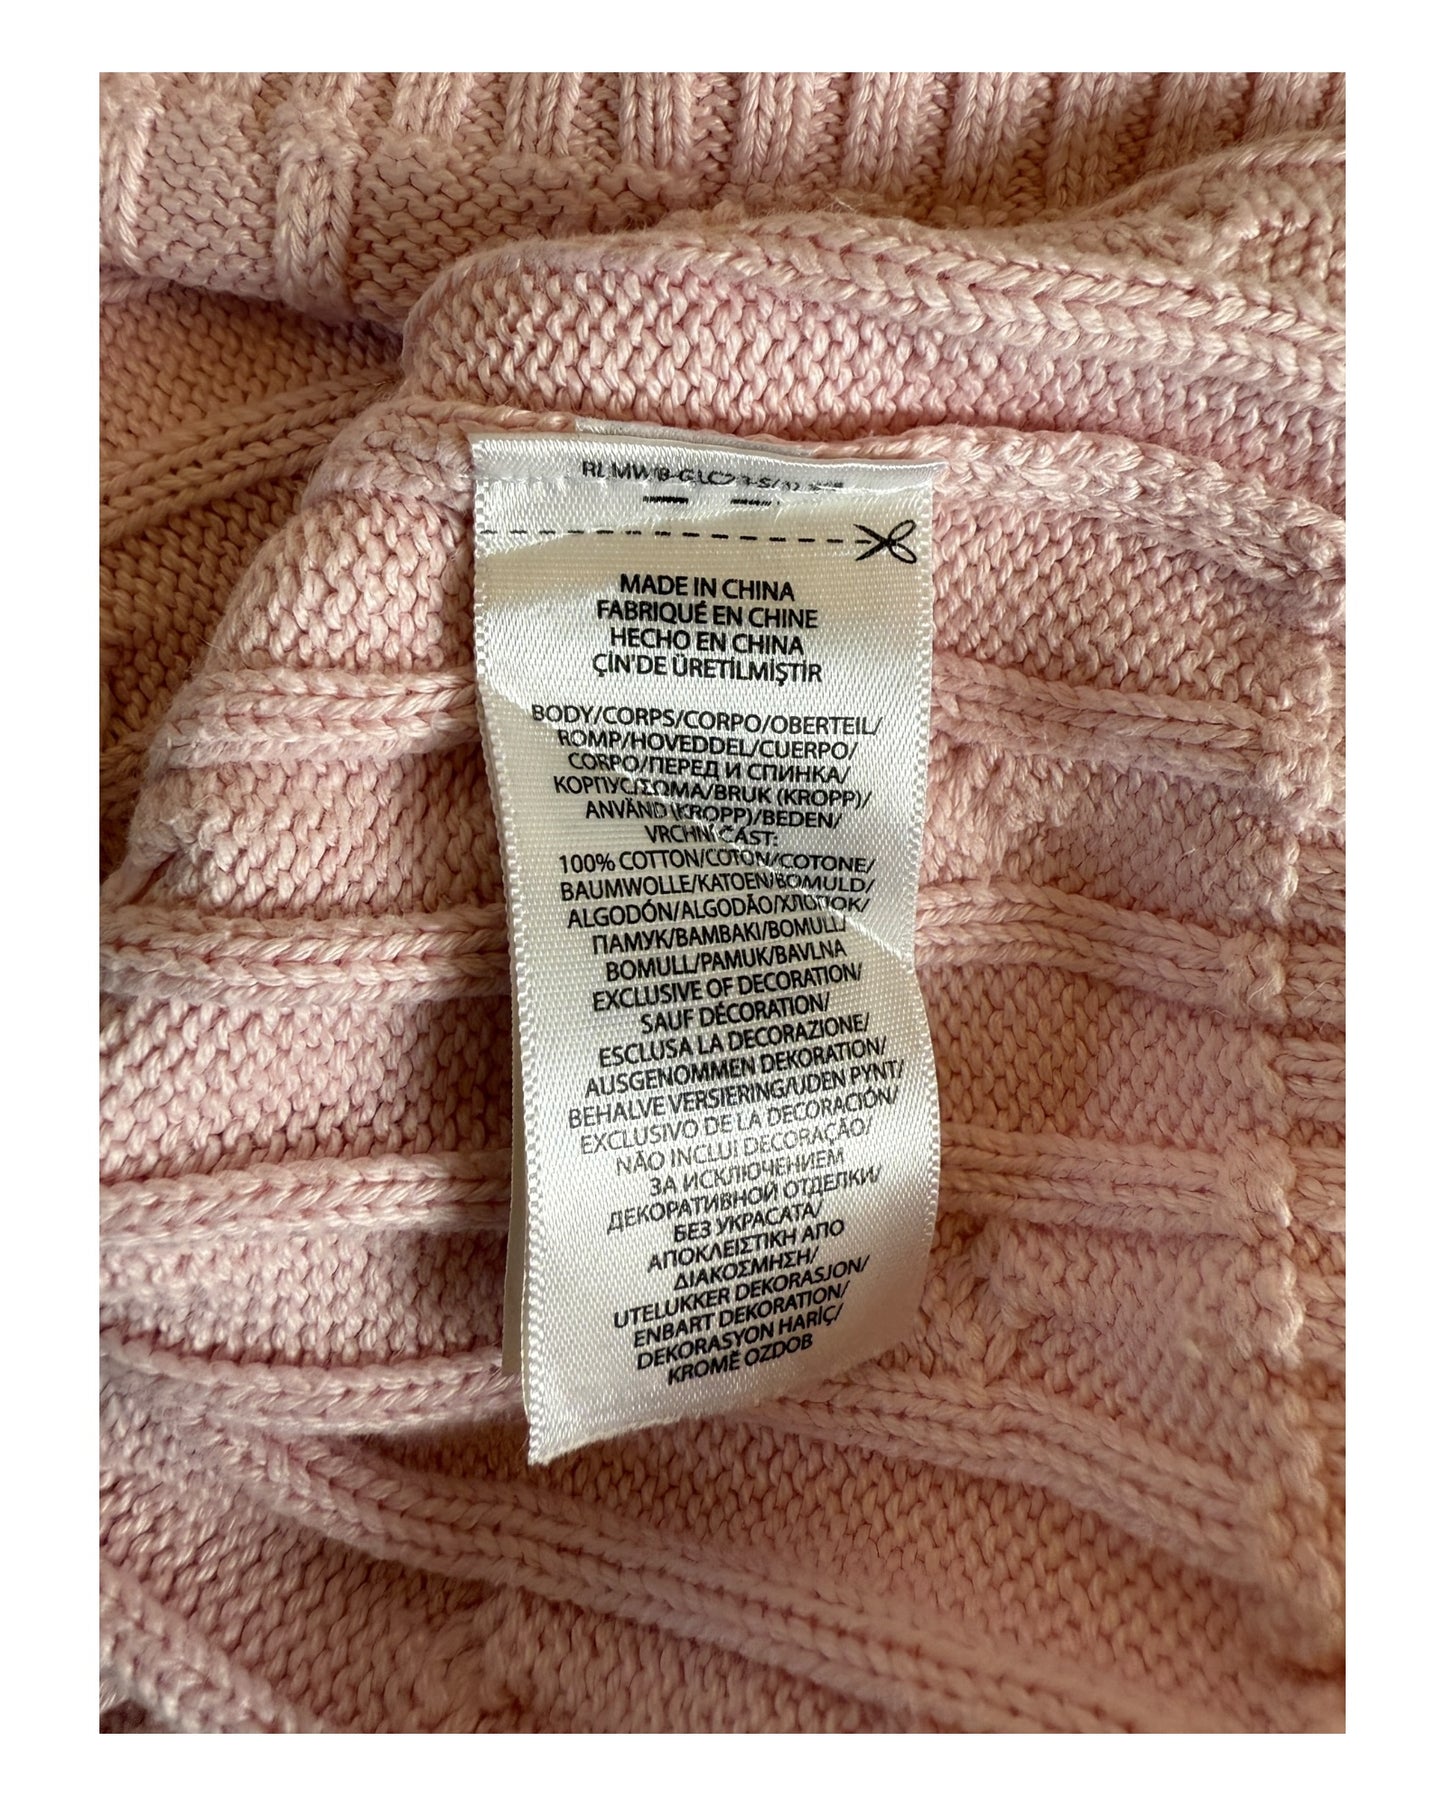 MADE IN CHINA
FABRIQUÉ EN CHINE
HECHO EN CHINA
ÇIN'DE ÜRETİLMİŞTİR
BODY/CORPS/CORPO/OBERTEIL/
ROMP/HOVEDDEL/CUERPO/
CORPO/ПЕРЕД И СПИНКА/
КОРПУС/ΣΩΜΑ/BRUK (KROPP)/
ANVÄND (KROPP)/BEDEN/
VRCHNÍ ČÁST:
100% COTTON/COTON/COTONE/
BAUMWOLLE/KATOEN/BOMULD/
ALGODÓN/ALGODÃO/ХЛОПОК/
ПАМУК/BAMBAKI/BOMULL/
BOMULL/PAMUK/BAVLNA
EXCLUSIVE OF DECORATION/
SAUF DÉCORATION/
ESCLUSA LA DECORAZIONE/
AUSGENOMMEN DEKORATION/
BEHALVE VERSIERING/UDEN PYNT/
EXCLUSIVO DE LA DECORACIÓN/
NÃO INCLUI DECORAÇÃO/
ЗА ИСКЛЮЧЕНИЕМ
ДЕКОРАТИВНОЙ ОТДЕЛКИ/
БЕЗ УКРАСАТА/
ΑΠΟΚΛΕΙΣΤΙΚΗ ΑΠΟ
ΔΙΑΚΟΣΜΗΣΗ/
UTELUKKER DEKORASJON/
ENBART DEKORATION/
DEKORASYON HARİÇ/
KROMĚ OZDOB